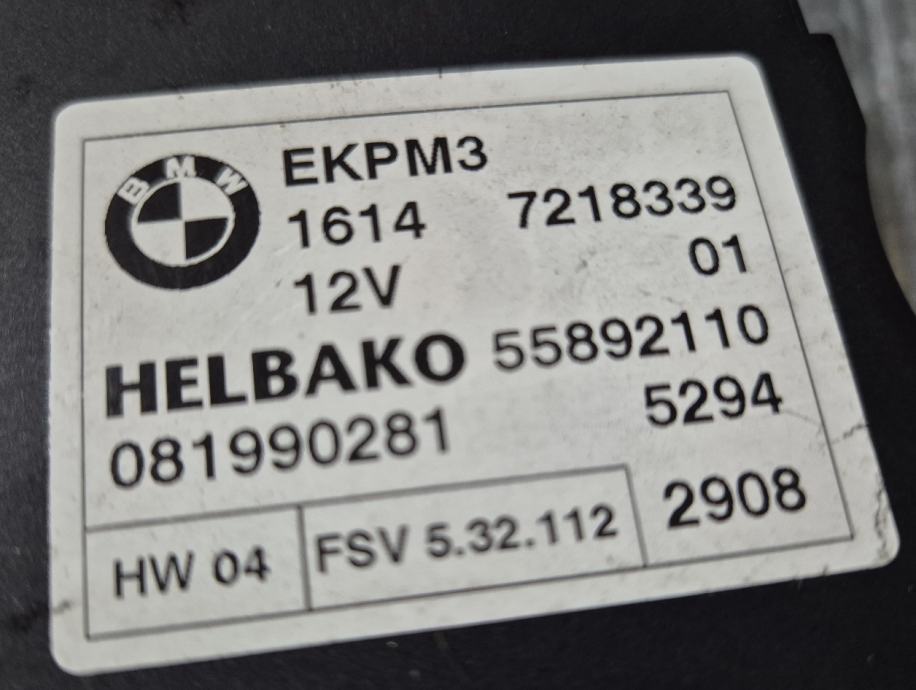 BMW
EKPM3
1614 7218339
12V 01
HELBAKO 55892110
081990281 5294
HW 04 FSV 5.32.112 2908